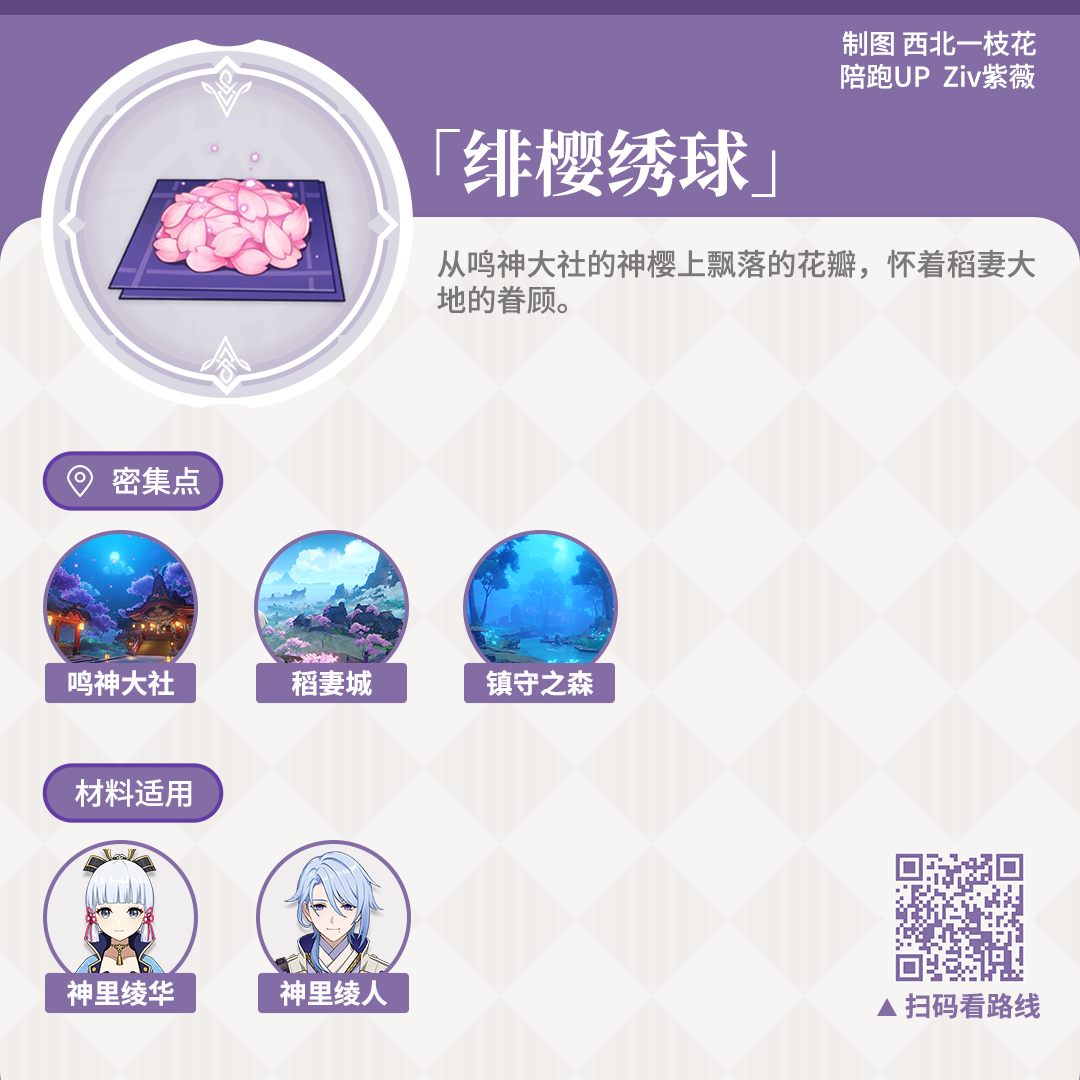 制图 西北一枝花
陪跑UP Ziv紫薇
「绯樱绣球」
从鸣神大社的神樱上飘落的花瓣，怀着稻妻大
地的眷顾。
密集点
鸣神大社
稻妻城
镇守之森
材料适用
神里绫华
神里绫人
▲ 扫码看路线